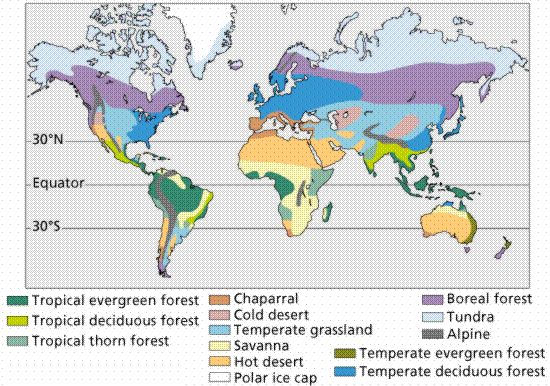 30°N
Equator
30°S
Tropical evergreen forest
Tropical deciduous forest
Tropical thorn forest
Chaparral
Cold desert
Temperate grassland
Savanna
Hot desert
Polar ice cap
Boreal forest
Tundra
Alpine
Temperate evergreen forest
Temperate deciduous forest